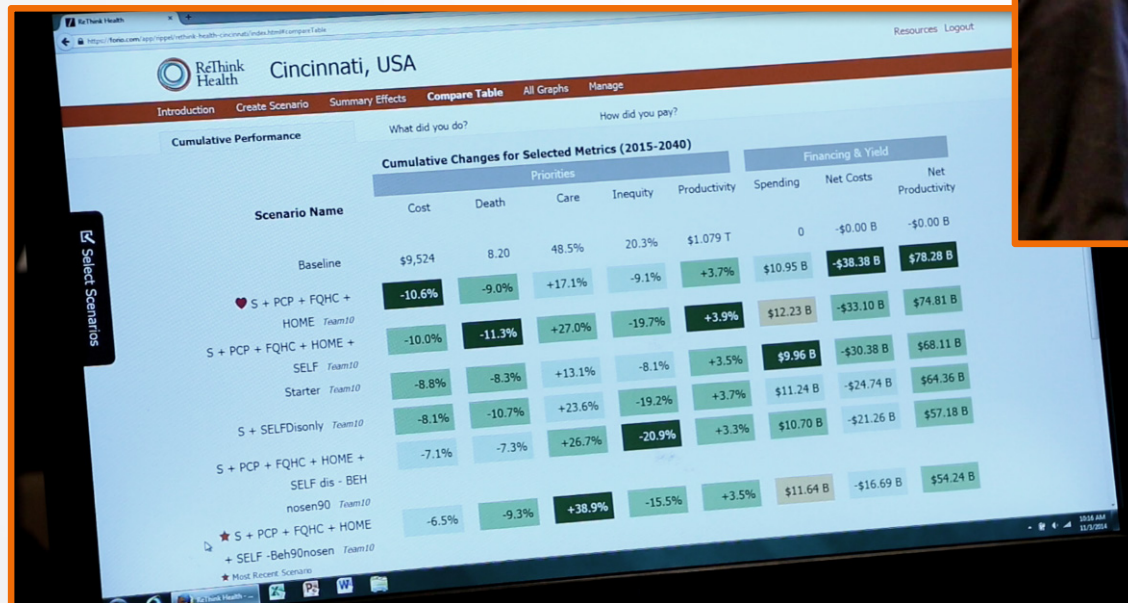 ReThink Health
https://forio.com/app/rippel/rethink-health-cincinnati/index.html#compareTable
Resources Logout
ReThink
Health
Cincinnati, USA
Introduction Create Scenario Summary Effects Compare Table All Graphs Manage
Cumulative Performance What did you do? How did you pay?
Cumulative Changes for Selected Metrics (2015-2040)
Priorities Financing & Yield
Scenario Name Cost Death Care Inequity Productivity Spending Net Costs Net Productivity
Baseline $9,524 8.20 48.5% 20.3% $1.079 T 0 -$0.00 B -$0.00 B
S + PCP + FQHC +
HOME Team10
-10.6% -9.0% +17.1% -9.1% +3.7% $10.95 B -$38.38 B $78.28 B
S + PCP + FQHC + HOME +
SELF Team10
-10.0% -11.3% +27.0% -19.7% +3.9% $12.23 B -$33.10 B $74.81 B
Starter Team10
-8.8% -8.3% +13.1% -8.1% +3.5% $9.96 B -$30.38 B $68.11 B
S + SELFDisonly Team10
-8.1% -10.7% +23.6% -19.2% +3.7% $11.24 B -$24.74 B $64.36 B
S + PCP + FQHC + HOME +
SELF dis - BEH
nosen90 Team10
-7.1% -7.3% +26.7% -20.9% +3.3% $10.70 B -$21.26 B $57.18 B
S + PCP + FQHC + HOME
+ SELF -Beh90nosen Team10
-6.5% -9.3% +38.9% -15.5% +3.5% $11.64 B -$16.69 B $54.24 B
Most Recent Scenario
Select Scenarios
ReThink Health - ...
10:16 AM
11/3/2014